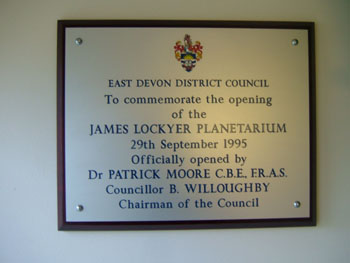 EAST DEVON DISTRICT COUNCIL
To commemorate the opening
of the
JAMES LOCKYER PLANETARIUM
29th September 1995
Officially opened by
Dr PATRICK MOORE C.B.E., F.R.A.S.
Councillor B. WILLOUGHBY
Chairman of the Council